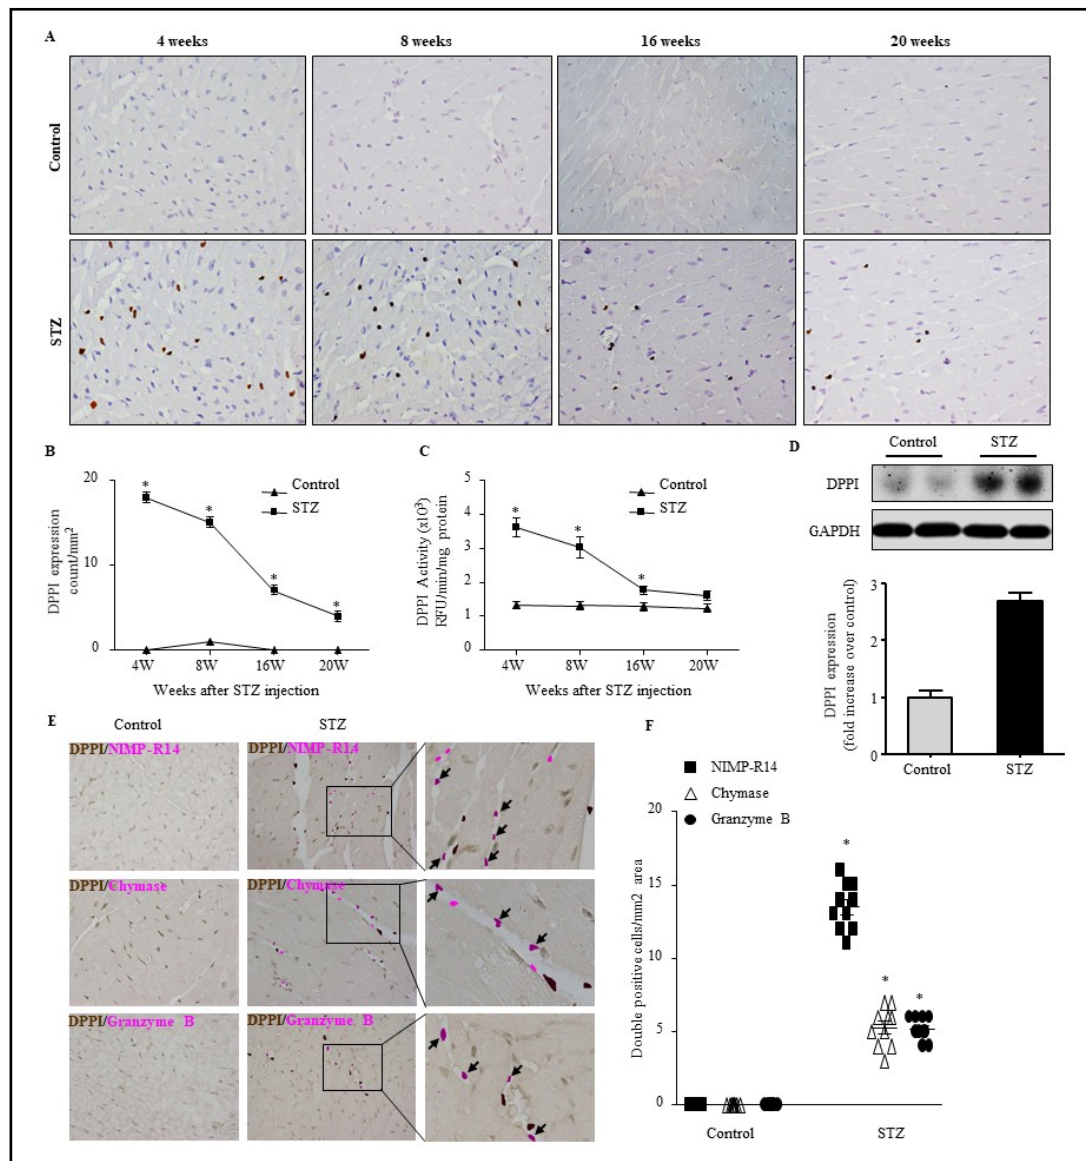 A
4 weeks 8 weeks 16 weeks 20 weeks
Control
STZ
B
DPPI expression
count/mm2
20
10
0
*
*
*
*
Control
STZ
4W 8W 16W 20W
Weeks after STZ injection
C
DPPI Activity (x10³)
RFU/min/mg protein
5
4
3
2
1
0
*
*
*
Control
STZ
4W 8W 16W 20W
Weeks after STZ injection
D
Control STZ
DPPI
GAPDH
DPPI expression
(fold increase over control)
3
2
1
0
Control STZ
E
Control STZ
DPPI/NIMP-R14 DPPI/NIMP-R14
DPPI/Chymase DPPI/Chymase
DPPI/Granzyme B DPPI/Granzyme B
F
NIMP-R14
Chymase
Granzyme B
Double positive cells/mm2 area
20
15
10
5
0
*
*
*
Control STZ